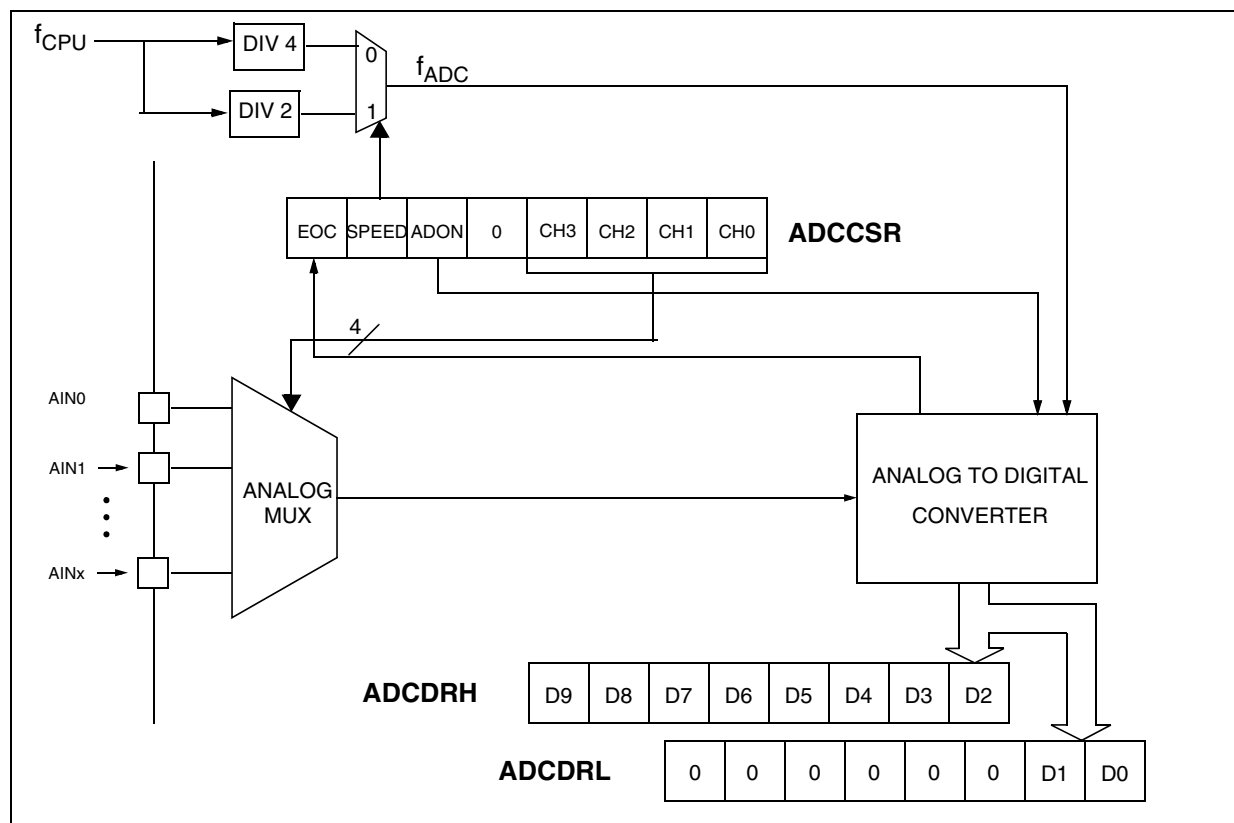 fCPU
DIV 4
0
fADC
DIV 2
1
EOC SPEED ADON 0 CH3 CH2 CH1 CH0 ADCCSR
4
AIN0
AIN1
AINx
ANALOG
MUX
ANALOG TO DIGITAL
CONVERTER
ADCDRH D9 D8 D7 D6 D5 D4 D3 D2
ADCDRL 0 0 0 0 0 0 D1 D0